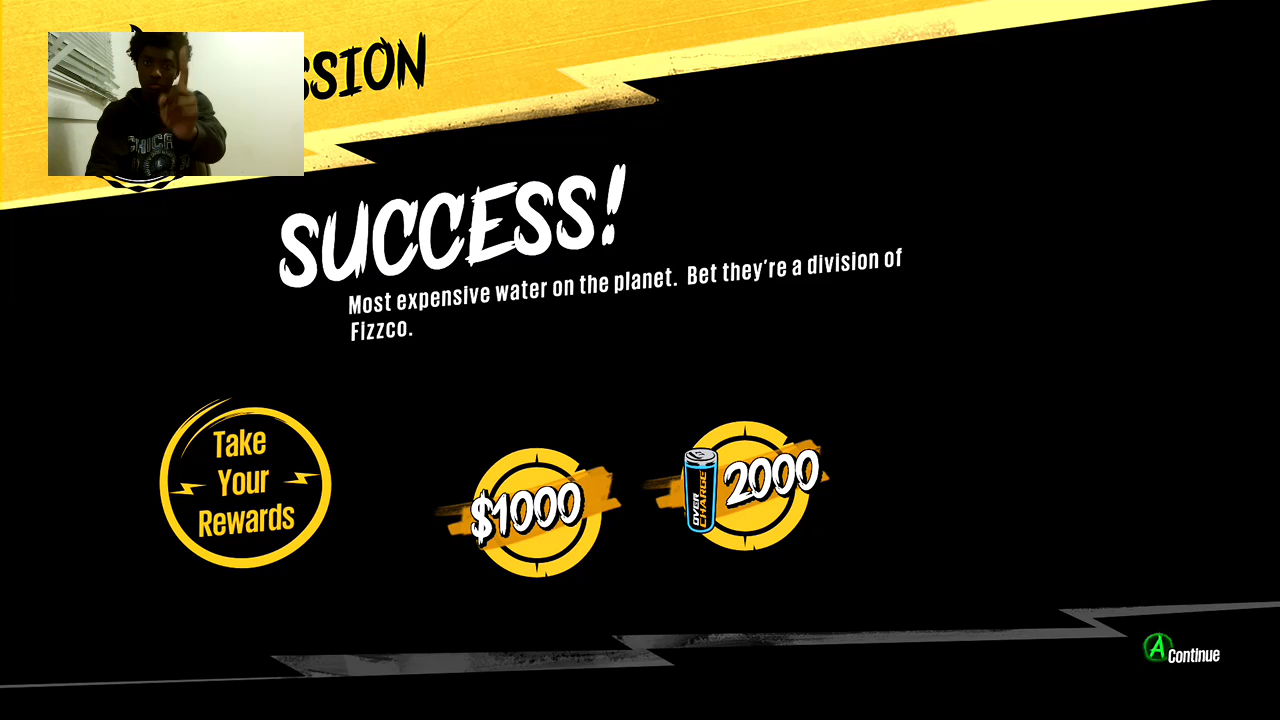 SSION
SUCCESS!
Most expensive water on the planet. Bet they're a division of
Fizzco.
Take
Your
Rewards
$1000
OVER
CHARGE
2000
A Continue